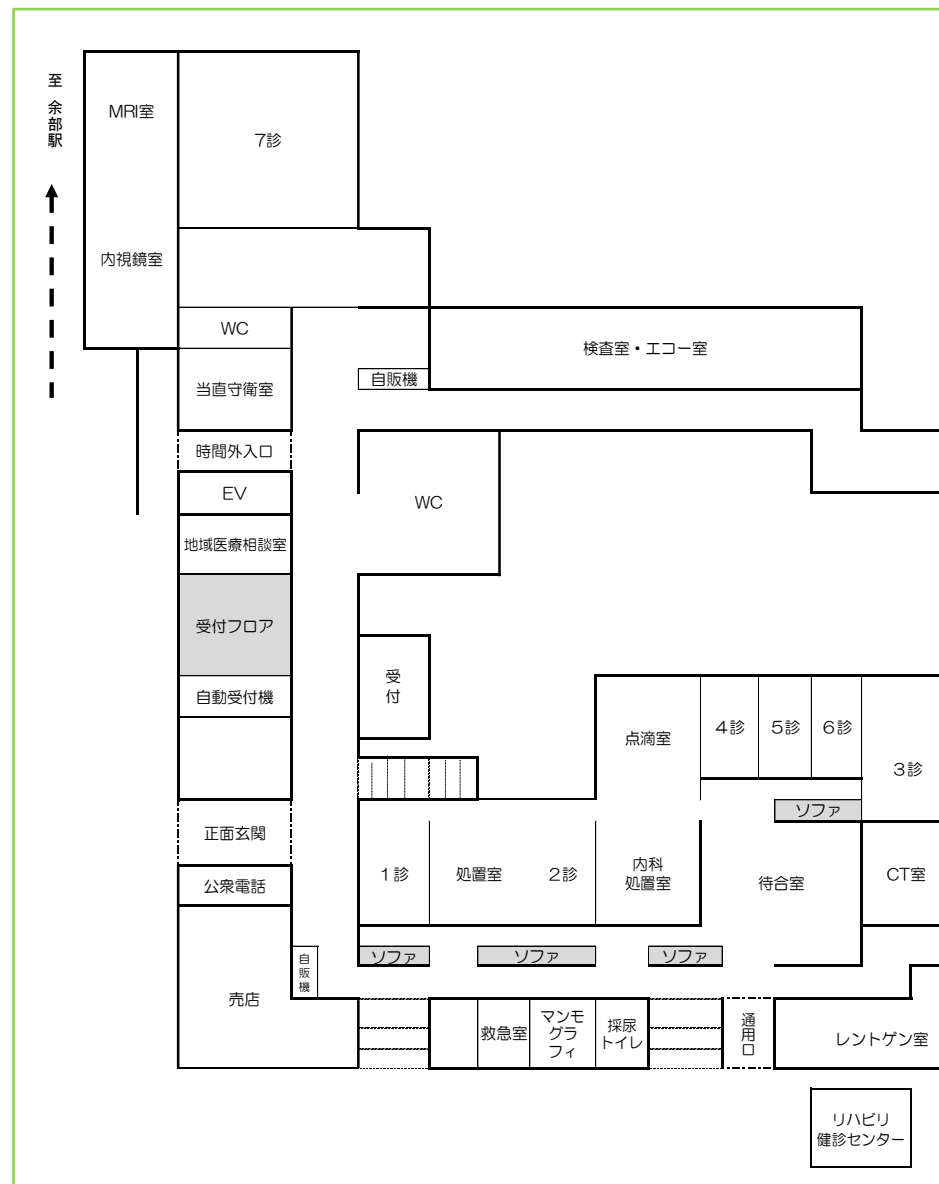 至 余部駅
MRI室
7診
内視鏡室
WC
検査室・エコー室
自販機
当直守衛室
時間外入口
EV
WC
地域医療相談室
受付フロア
受付
自動受付機
点滴室
4診
5診
6診
3診
ソファ
正面玄関
1診
処置室
2診
内科
処置室
待合室
CT室
公衆電話
自販機
ソファ
ソファ
ソファ
売店
救急室
マンモ
グラ
フィ
採尿
トイレ
通用口
レントゲン室
リハビリ
健診センター